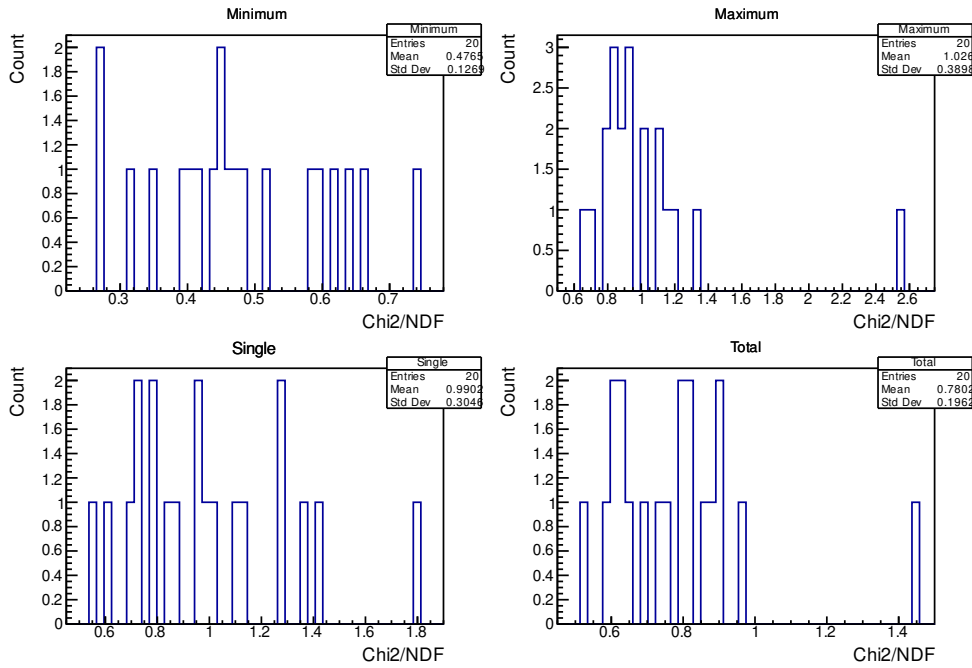 Minimum
Minimum
Entries 20
Mean 0.4765
Std Dev 0.1269
Count
2
1.8
1.6
1.4
1.2
1
0.8
0.6
0.4
0.2
0
0.3 0.4 0.5 0.6 0.7
Chi2/NDF
Maximum
Maximum
Entries 20
Mean 1.026
Std Dev 0.3898
Count
3
2.5
2
1.5
1
0.5
0
0.6 0.8 1 1.2 1.4 1.6 1.8 2 2.2 2.4 2.6
Chi2/NDF
Single
Single
Entries 20
Mean 0.9902
Std Dev 0.3046
Count
2
1.8
1.6
1.4
1.2
1
0.8
0.6
0.4
0.2
0
0.6 0.8 1 1.2 1.4 1.6 1.8
Chi2/NDF
Total
Total
Entries 20
Mean 0.7802
Std Dev 0.1962
Count
2
1.8
1.6
1.4
1.2
1
0.8
0.6
0.4
0.2
0
0.6 0.8 1 1.2 1.4
Chi2/NDF